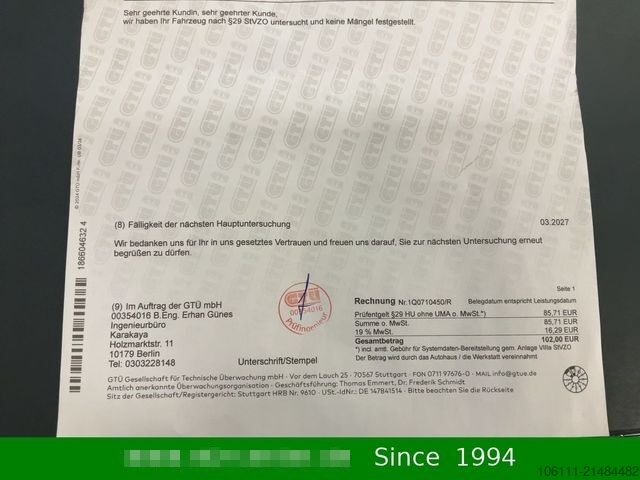 Sehr geehrte Kundin, sehr geehrter Kunde,
wir haben Ihr Fahrzeug nach §29 StVZO untersucht und keine Mängel festgestellt.
(8) Fälligkeit der nächsten Hauptuntersuchung 03.2027
Wir bedanken uns für Ihr in uns gesetztes Vertrauen und freuen uns darauf, Sie zur nächsten Untersuchung erneut
begrüßen zu dürfen.
186604632 4
Seite 1
(9) Im Auftrag der GTÜ mbH
00354016 B.Eng. Erhan Günes
Ingenieurbüro
Karakaya
Holzmarktstr. 11
10179 Berlin
Tel: 0303228148
GTÜ
00354016
Prüfingenieur
Unterschrift/Stempel
Rechnung Nr.1Q0710450/R Belegdatum entspricht Leistungsdatum
Prüfentgelt §29 HU ohne UMA o. MwSt.*) 85,71 EUR
Summe o. MwSt. 85,71 EUR
19 % MwSt. 16,29 EUR
Gesamtbetrag 102,00 EUR
*) incl. amtl. Gebühr für Systemdaten-Bereitstellung gem. Anlage VIIIa StVZO
Der Betrag wird durch das Autohaus / die Werkstatt vereinnahmt
GTÜ Gesellschaft für Technische Überwachung mbH · Vor dem Lauch 25 · 70567 Stuttgart · FON 0711 97676-0 · MAIL info@gtue.de
Amtlich anerkannte Überwachungsorganisation · Geschäftsführung: Thomas Emmert, Dr. Frederik Schmidt
Sitz der Gesellschaft/Registergericht: Stuttgart HRB Nr. 9610 · USt.-IdNr.: DE 147841514 · Bitte beachten Sie die Rückseite
Since 1994
106111-21484482